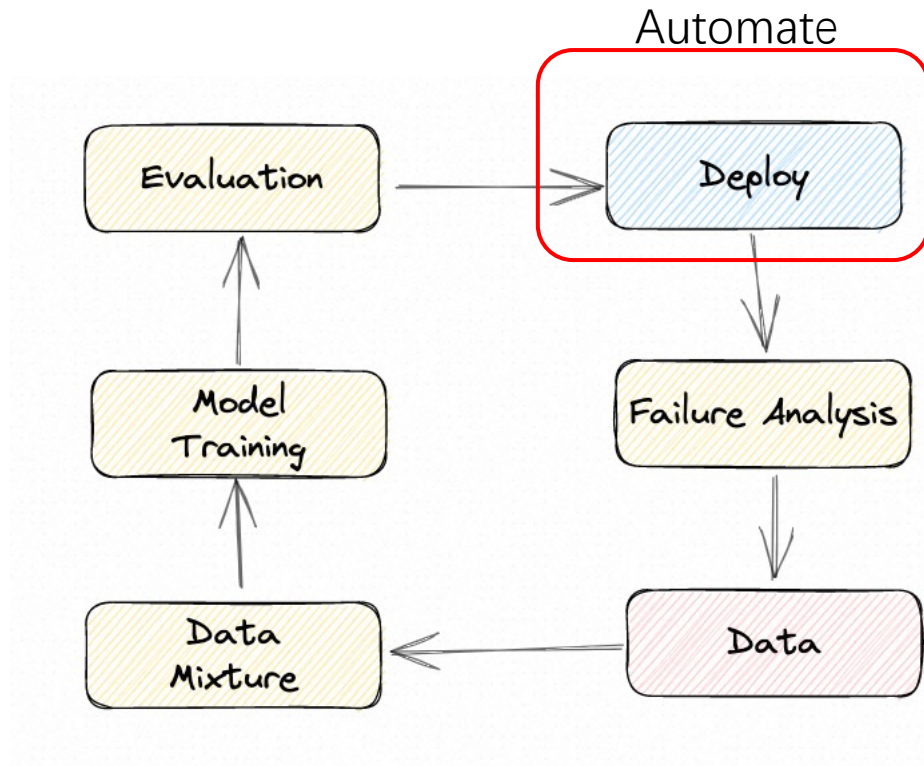 Automate
Evaluation
Deploy
Model
Training
Failure Analysis
Data
Mixture
Data